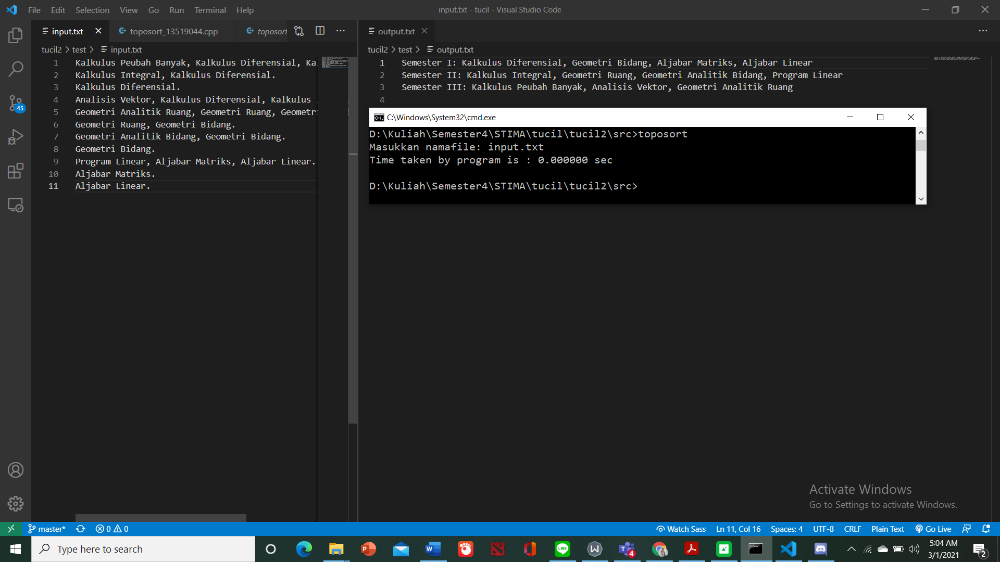 File Edit Selection View Go Run Terminal Help
input.txt - tucil - Visual Studio Code
input.txt toposort_13519044.cpp toposort
output.txt
tucil2 > test > input.txt
tucil2 > test > output.txt
1 Kalkulus Peubah Banyak, Kalkulus Diferensial, Ka
2 Kalkulus Integral, Kalkulus Diferensial.
3 Kalkulus Diferensial.
4 Analisis Vektor, Kalkulus Diferensial, Kalkulus
5 Geometri Analitik Ruang, Geometri Ruang, Geometri
6 Geometri Ruang, Geometri Bidang.
7 Geometri Analitik Bidang, Geometri Bidang.
8 Geometri Bidang.
9 Program Linear, Aljabar Matriks, Aljabar Linear.
10 Aljabar Matriks.
11 Aljabar Linear.
1 Semester I: Kalkulus Diferensial, Geometri Bidang, Aljabar Matriks, Aljabar Linear
2 Semester II: Kalkulus Integral, Geometri Ruang, Geometri Analitik Bidang, Program Linear
3 Semester III: Kalkulus Peubah Banyak, Analisis Vektor, Geometri Analitik Ruang
4
C:\Windows\System32\cmd.exe
D:\Kuliah\Semester4\STIMA\tucil\tucil2\src>toposort
Masukkan namafile: input.txt
Time taken by program is : 0.000000 sec
D:\Kuliah\Semester4\STIMA\tucil\tucil2\src>
45
Activate Windows
Go to Settings to activate Windows.
master* 0 0
Watch Sass Ln 11, Col 16 Spaces: 4 UTF-8 CRLF Plain Text Go Live
Type here to search
LINE
4
5:04 AM
3/1/2021
2